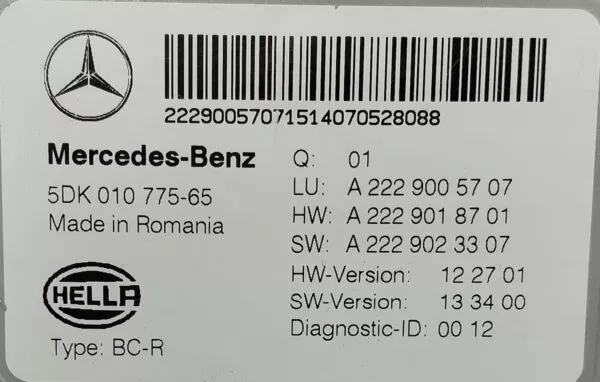 2229005707151407052​8088
Mercedes-Benz
5DK 010 775-65
Made in Romania
HELLA
Type: BC-R
Q: 01
LU: A 222 900 57 07
HW: A 222 901 87 01
SW: A 222 902 33 07
HW-Version: 12 27 01
SW-Version: 13 34 00
Diagnostic-ID: 00 12